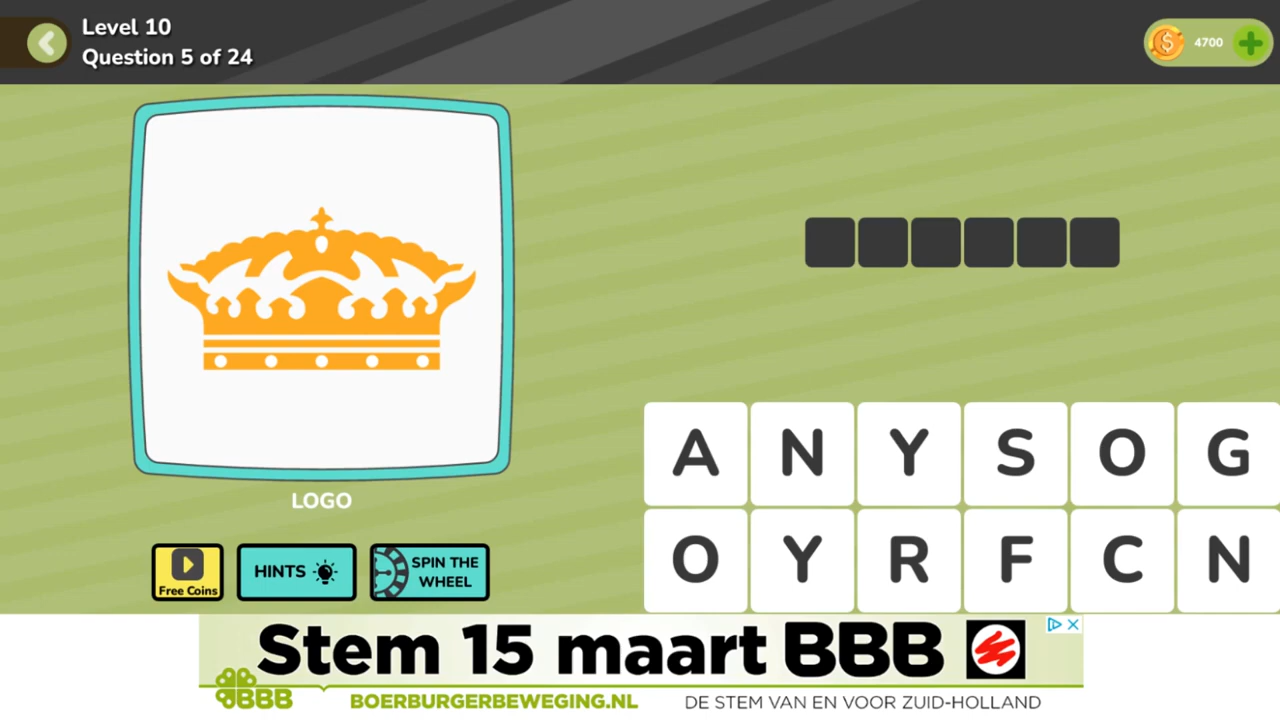 Level 10
Question 5 of 24
4700
LOGO
A N Y S O G
O Y R F C N
Free Coins
HINTS
SPIN THE
WHEEL
Stem 15 maart BBB
BBB
BOERBURGERBEWEGING.NL
DE STEM VAN EN VOOR ZUID-HOLLAND